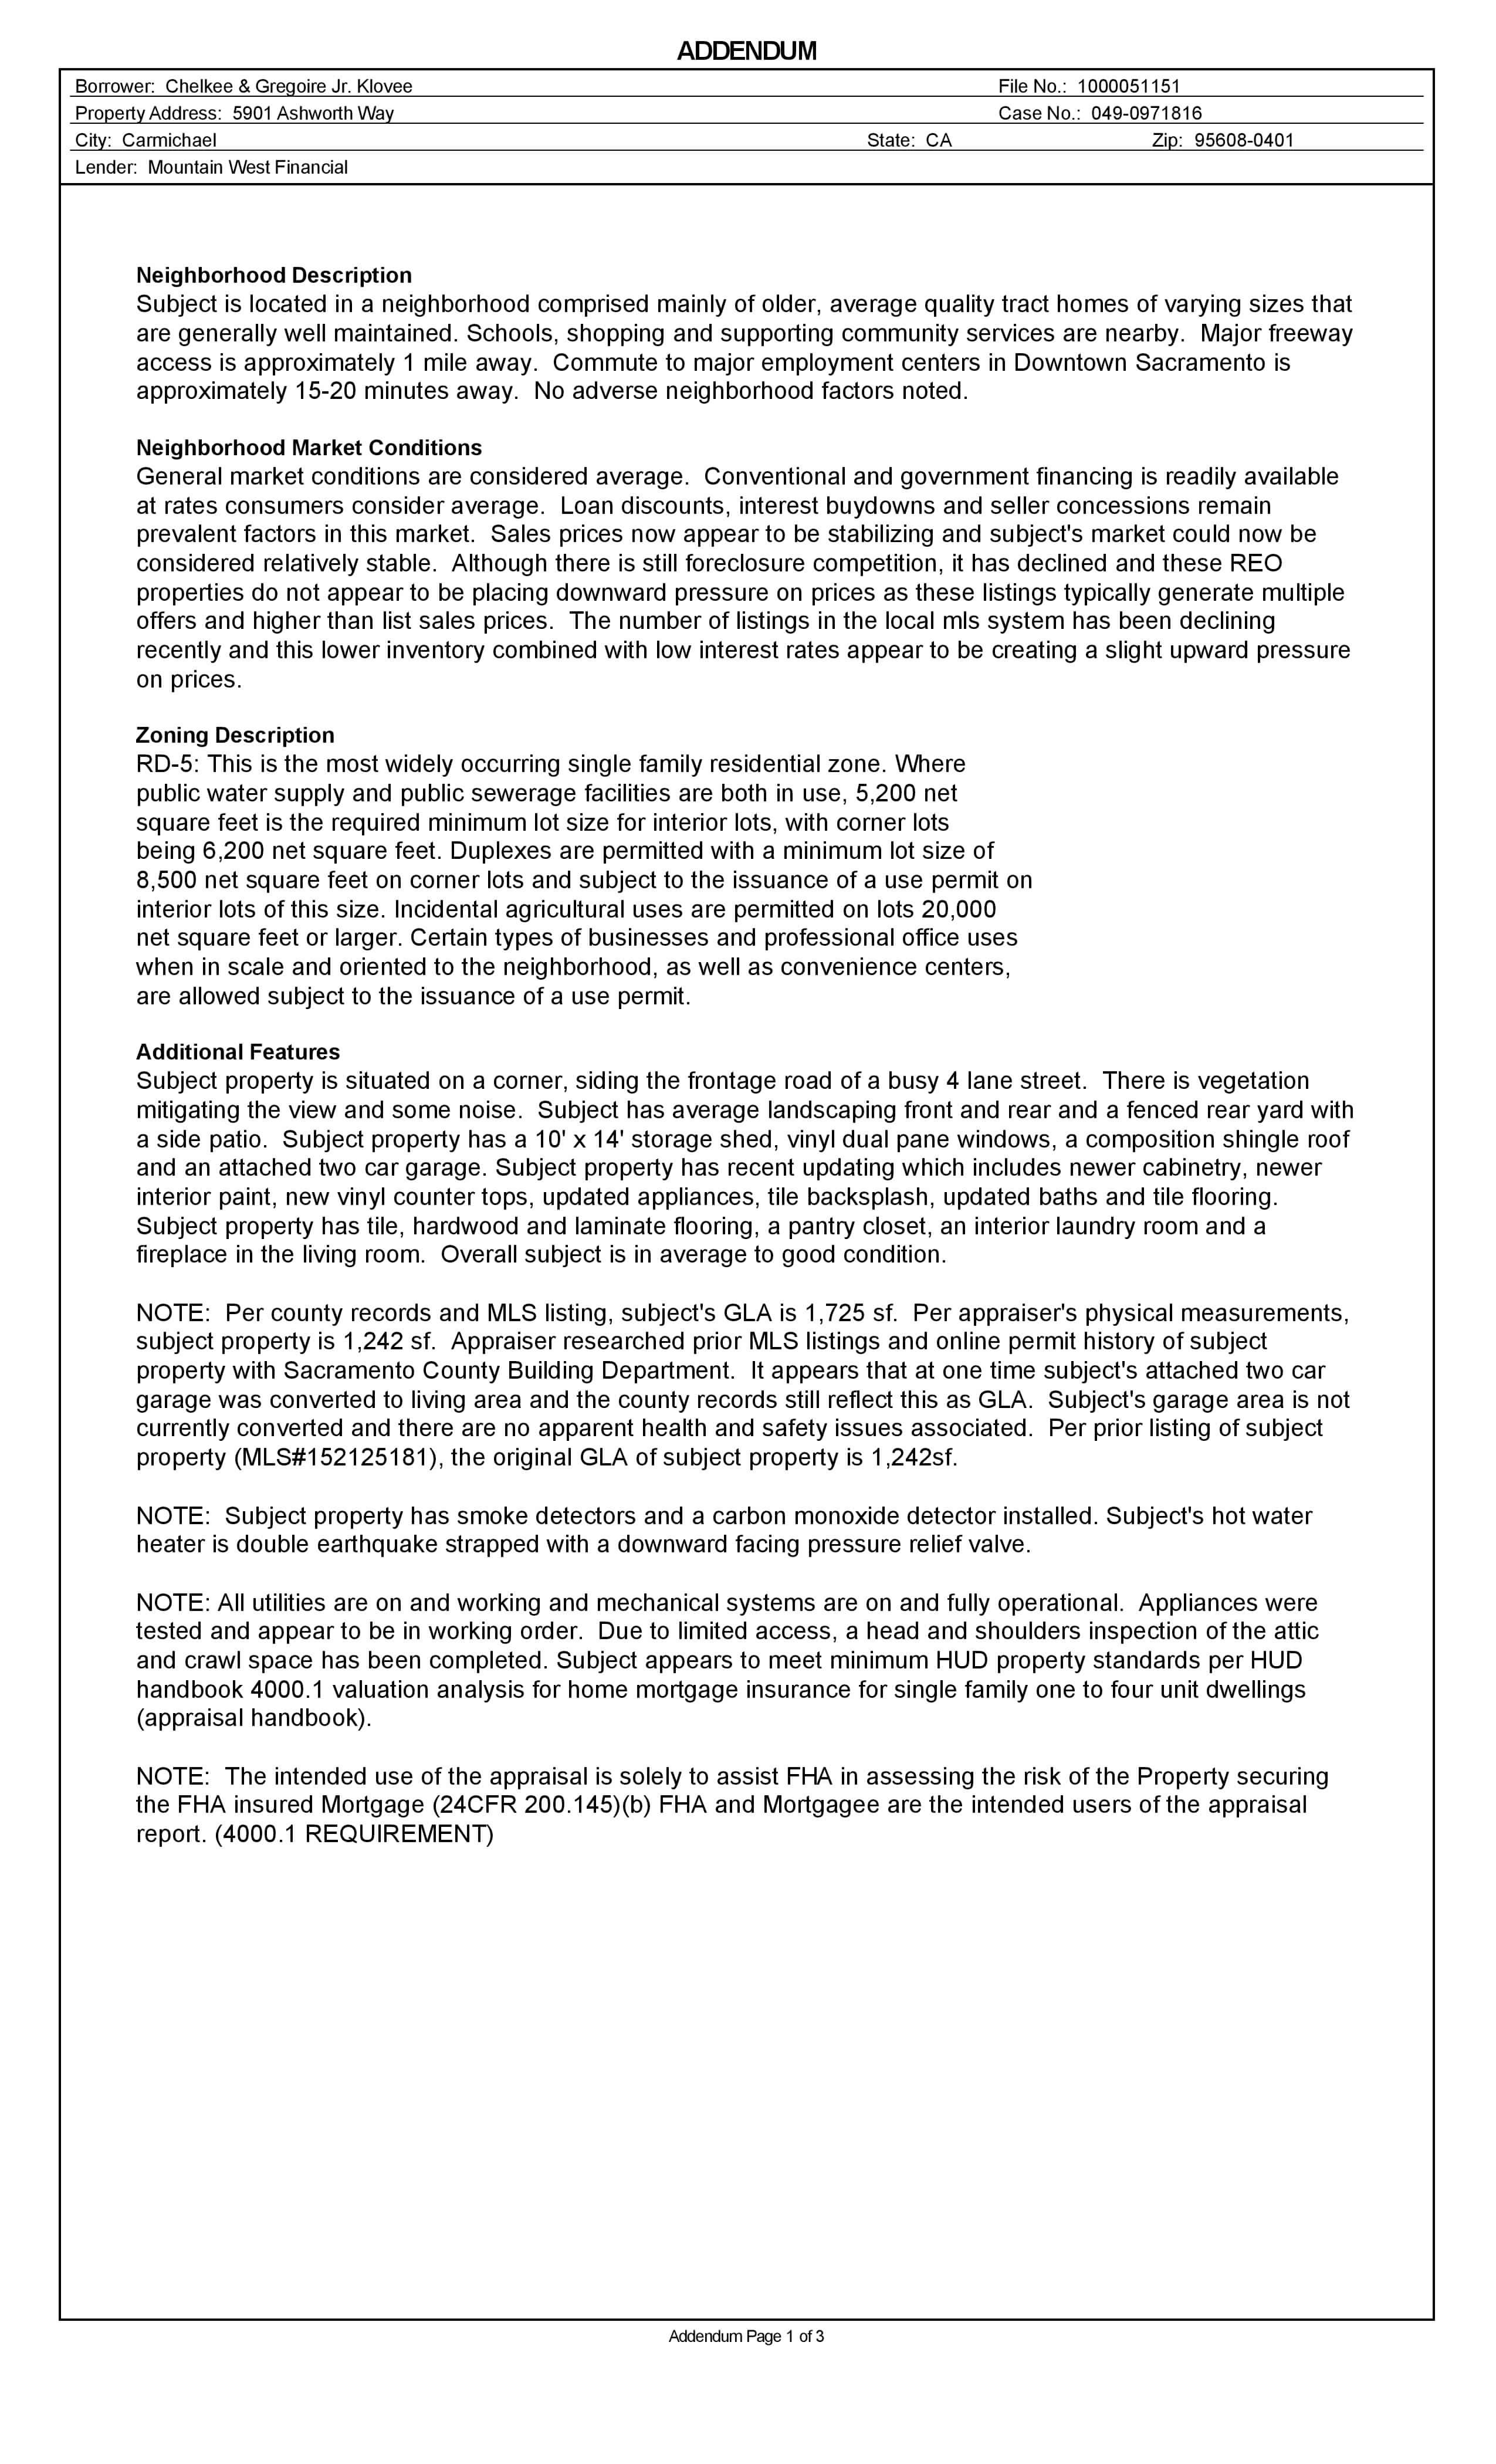 ADDENDUM
Borrower: Chelkee & Gregoire Jr. Klovee File No.: 1000051151
Property Address: 5901 Ashworth Way Case No.: 049-0971816
City: Carmichael State: CA Zip: 95608-0401
Lender: Mountain West Financial
Neighborhood Description
Subject is located in a neighborhood comprised mainly of older, average quality tract homes of varying sizes that
are generally well maintained. Schools, shopping and supporting community services are nearby. Major freeway
access is approximately 1 mile away. Commute to major employment centers in Downtown Sacramento is
approximately 15-20 minutes away. No adverse neighborhood factors noted.
Neighborhood Market Conditions
General market conditions are considered average. Conventional and government financing is readily available
at rates consumers consider average. Loan discounts, interest buydowns and seller concessions remain
prevalent factors in this market. Sales prices now appear to be stabilizing and subject's market could now be
considered relatively stable. Although there is still foreclosure competition, it has declined and these REO
properties do not appear to be placing downward pressure on prices as these listings typically generate multiple
offers and higher than list sales prices. The number of listings in the local mls system has been declining
recently and this lower inventory combined with low interest rates appear to be creating a slight upward pressure
on prices.
Zoning Description
RD-5: This is the most widely occurring single family residential zone. Where
public water supply and public sewerage facilities are both in use, 5,200 net
square feet is the required minimum lot size for interior lots, with corner lots
being 6,200 net square feet. Duplexes are permitted with a minimum lot size of
8,500 net square feet on corner lots and subject to the issuance of a use permit on
interior lots of this size. Incidental agricultural uses are permitted on lots 20,000
net square feet or larger. Certain types of businesses and professional office uses
when in scale and oriented to the neighborhood, as well as convenience centers,
are allowed subject to the issuance of a use permit.
Additional Features
Subject property is situated on a corner, siding the frontage road of a busy 4 lane street. There is vegetation
mitigating the view and some noise. Subject has average landscaping front and rear and a fenced rear yard with
a side patio. Subject property has a 10' x 14' storage shed, vinyl dual pane windows, a composition shingle roof
and an attached two car garage. Subject property has recent updating which includes newer cabinetry, newer
interior paint, new vinyl counter tops, updated appliances, tile backsplash, updated baths and tile flooring.
Subject property has tile, hardwood and laminate flooring, a pantry closet, an interior laundry room and a
fireplace in the living room. Overall subject is in average to good condition.
NOTE: Per county records and MLS listing, subject's GLA is 1,725 sf. Per appraiser's physical measurements,
subject property is 1,242 sf. Appraiser researched prior MLS listings and online permit history of subject
property with Sacramento County Building Department. It appears that at one time subject's attached two car
garage was converted to living area and the county records still reflect this as GLA. Subject's garage area is not
currently converted and there are no apparent health and safety issues associated. Per prior listing of subject
property (MLS#152125181), the original GLA of subject property is 1,242sf.
NOTE: Subject property has smoke detectors and a carbon monoxide detector installed. Subject's hot water
heater is double earthquake strapped with a downward facing pressure relief valve.
NOTE: All utilities are on and working and mechanical systems are on and fully operational. Appliances were
tested and appear to be in working order. Due to limited access, a head and shoulders inspection of the attic
and crawl space has been completed. Subject appears to meet minimum HUD property standards per HUD
handbook 4000.1 valuation analysis for home mortgage insurance for single family one to four unit dwellings
(appraisal handbook).
NOTE: The intended use of the appraisal is solely to assist FHA in assessing the risk of the Property securing
the FHA insured Mortgage (24CFR 200.145)(b) FHA and Mortgagee are the intended users of the appraisal
report. (4000.1 REQUIREMENT)
Addendum Page 1 of 3